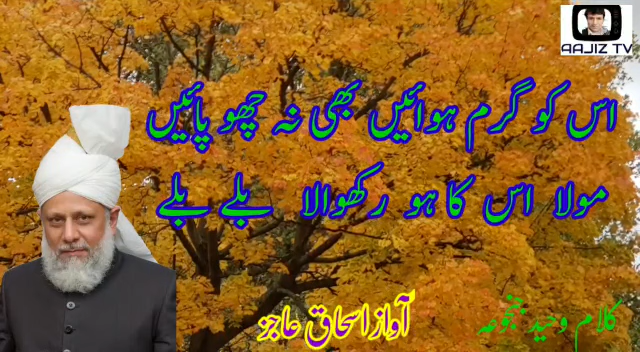 AAJIZ TV
اس کو گرم ہوائیں بھی نہ چھو پائیں
مولا اس کا ہو رکھوالا بلے بلے
کلام وحید جنجوعہ
آواز اسحاق عاجز